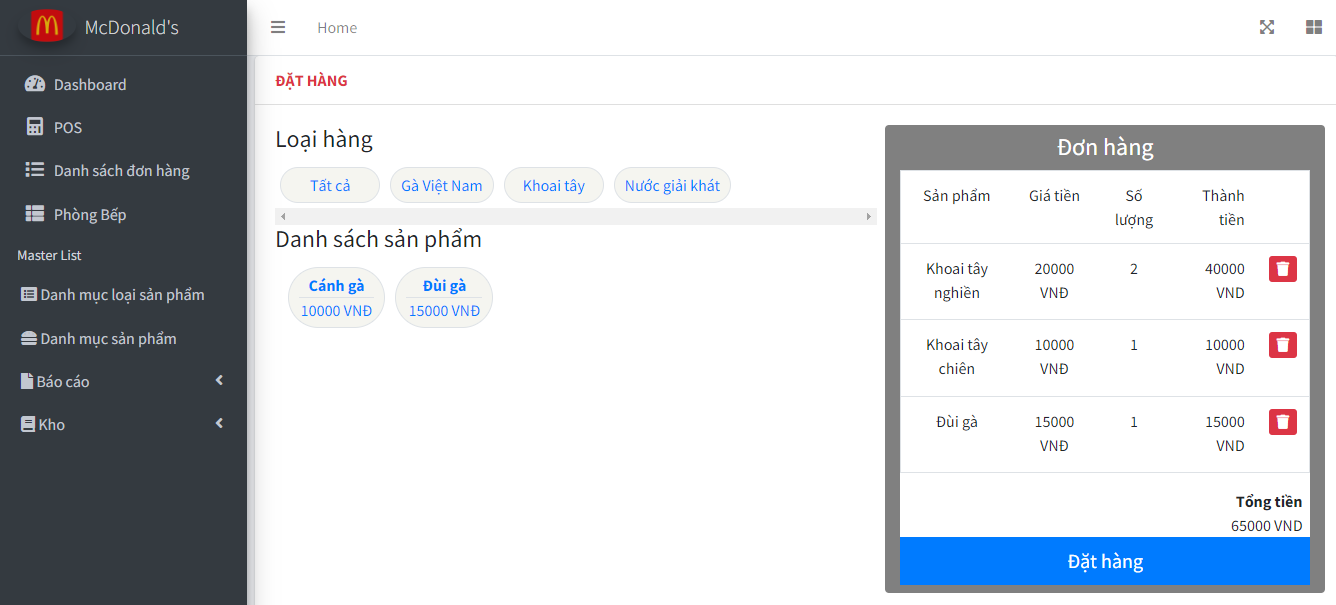 McDonald's
Home
Dashboard
POS
Danh sách đơn hàng
Phòng Bếp
Master List
Danh mục loại sản phẩm
Danh mục sản phẩm
Báo cáo
Kho
ĐẶT HÀNG
Loại hàng
Tất cả Gà Việt Nam Khoai tây Nước giải khát
Danh sách sản phẩm
Cánh gà Đùi gà
10000 VNĐ 15000 VNĐ
Đơn hàng
Sản phẩm Giá tiền Số Thành
lượng tiền
Khoai tây 20000 2 40000
nghiền VNĐ VND
Khoai tây 10000 1 10000
chiên VNĐ VND
Đùi gà 15000 1 15000
VNĐ VND
Tổng tiền
65000 VND
Đặt hàng